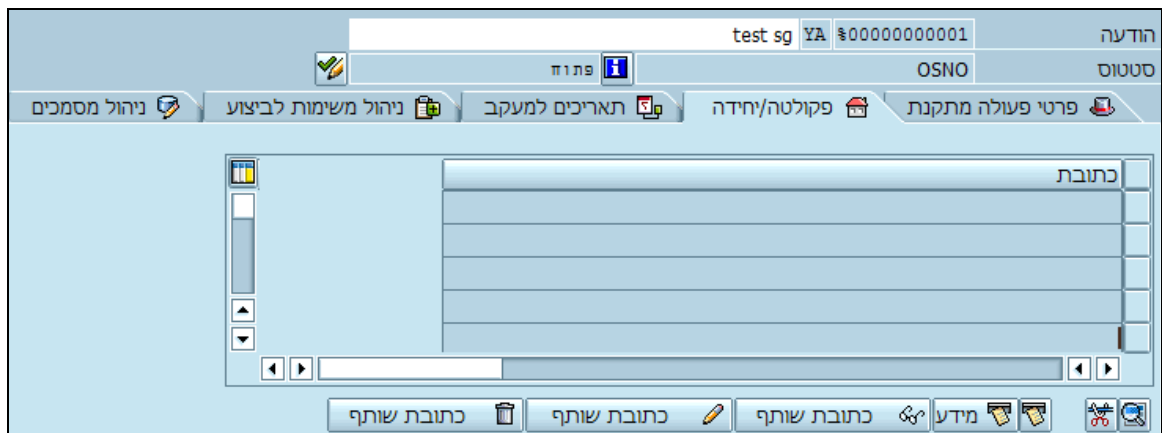 הודעה %00000000001 YA test sg
סטטוס OSNO פתוח
פרטי פעולה מתקנת פקולטה/יחידה תאריכים למעקב ניהול משימות לביצוע ניהול מסמכים
כתובת
מידע כתובת שותף כתובת שותף כתובת שותף